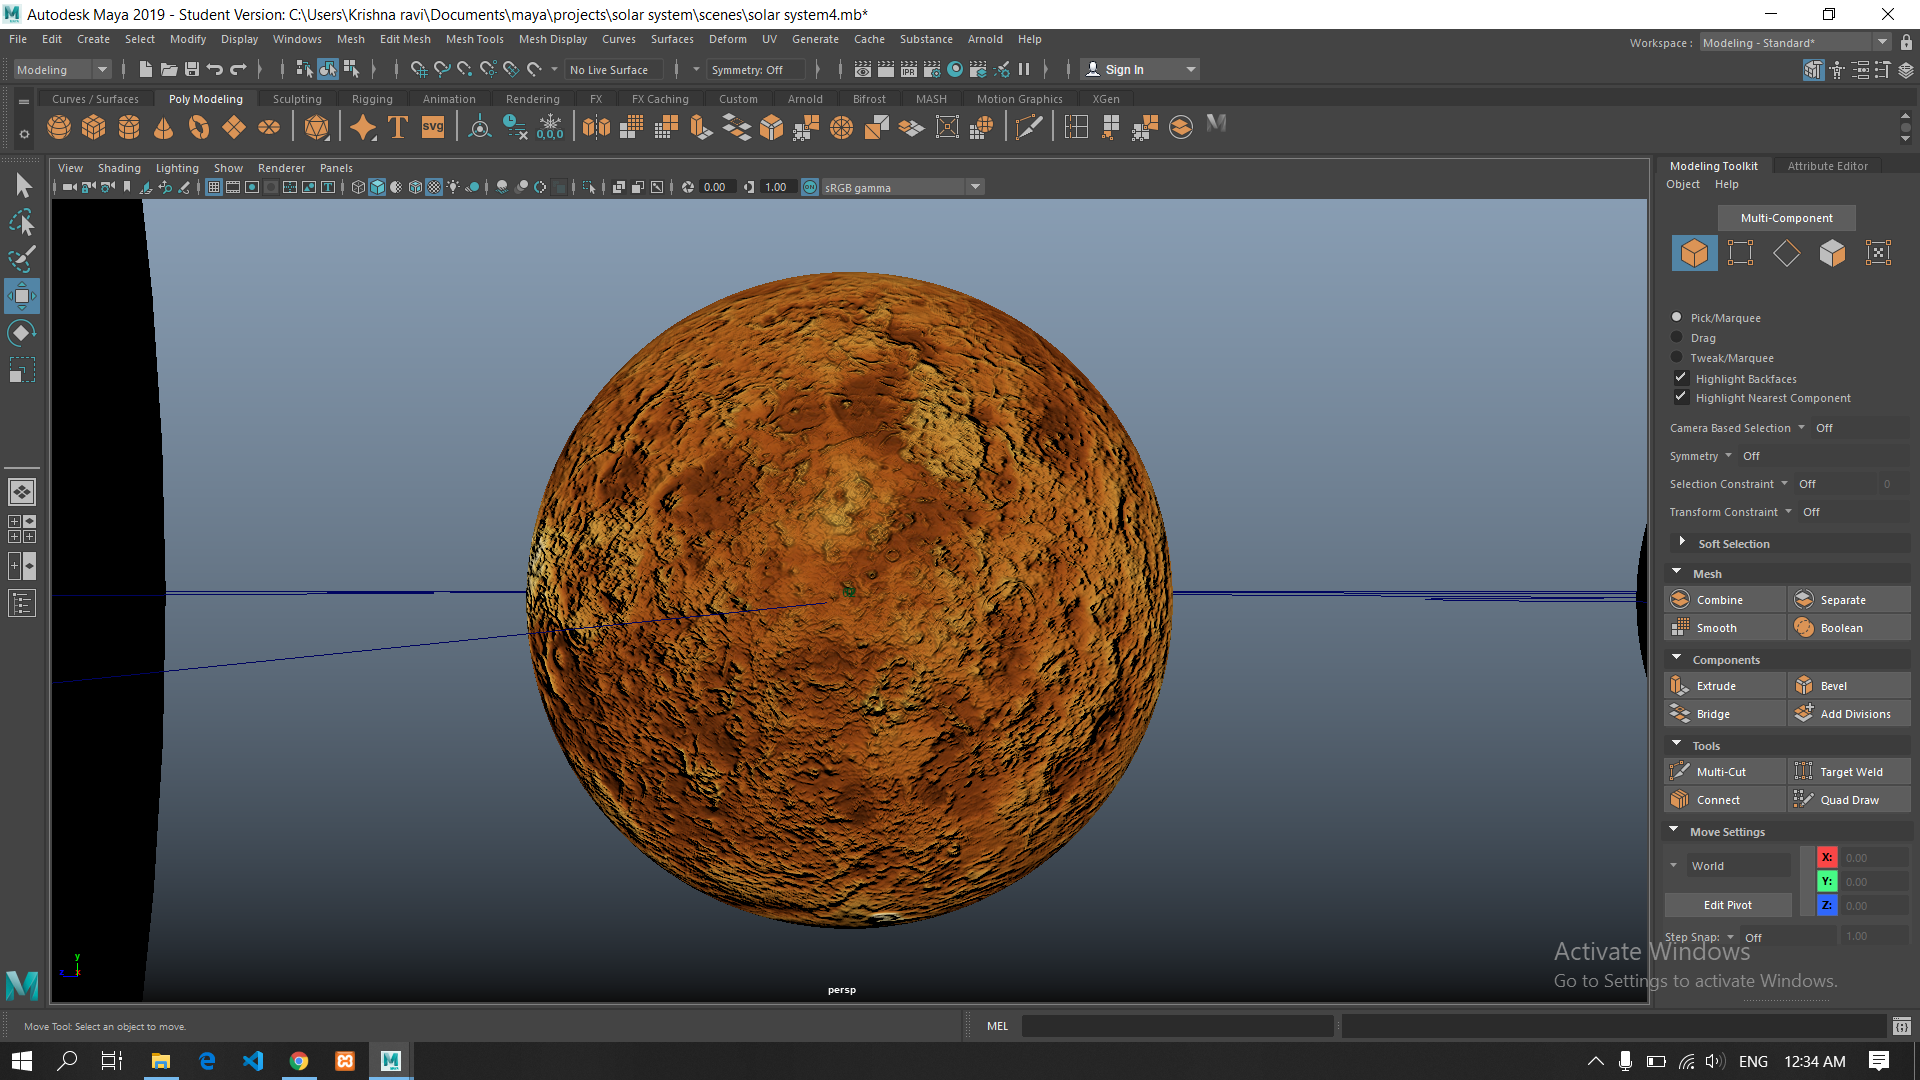 Autodesk Maya 2019 - Student Version: C:\Users\Krishna ravi\Documents\maya\projects\solar system\scenes\solar system4.mb*
File Edit Create Select Modify Display Windows Mesh Edit Mesh Mesh Tools Mesh Display Curves Surfaces Deform UV Generate Cache Substance Arnold Help
Workspace : Modeling - Standard*
Modeling No Live Surface Symmetry: Off IPR Sign In
Curves / Surfaces Poly Modeling Sculpting Rigging Animation Rendering FX FX Caching Custom Arnold Bifrost MASH Motion Graphics XGen
T SVG 0,0,0 M
View Shading Lighting Show Renderer Panels
0.00 1.00 ON sRGB gamma
Modeling Toolkit Attribute Editor
Object Help
Multi-Component
Pick/Marquee
Drag
Tweak/Marquee
Highlight Backfaces
Highlight Nearest Component
Camera Based Selection Off
Symmetry Off
Selection Constraint Off 0
Transform Constraint Off
Soft Selection
Mesh
Combine Separate
Smooth Boolean
Components
Extrude Bevel
Bridge Add Divisions
Tools
Multi-Cut Target Weld
Connect Quad Draw
Move Settings
World
X: 0.00
Y: 0.00
Z: 0.00
Edit Pivot
Step Snap: Off 1.00
Activate Windows
Go to Settings to activate Windows.
y
z x
persp
Move Tool: Select an object to move.
MEL
ENG 12:34 AM